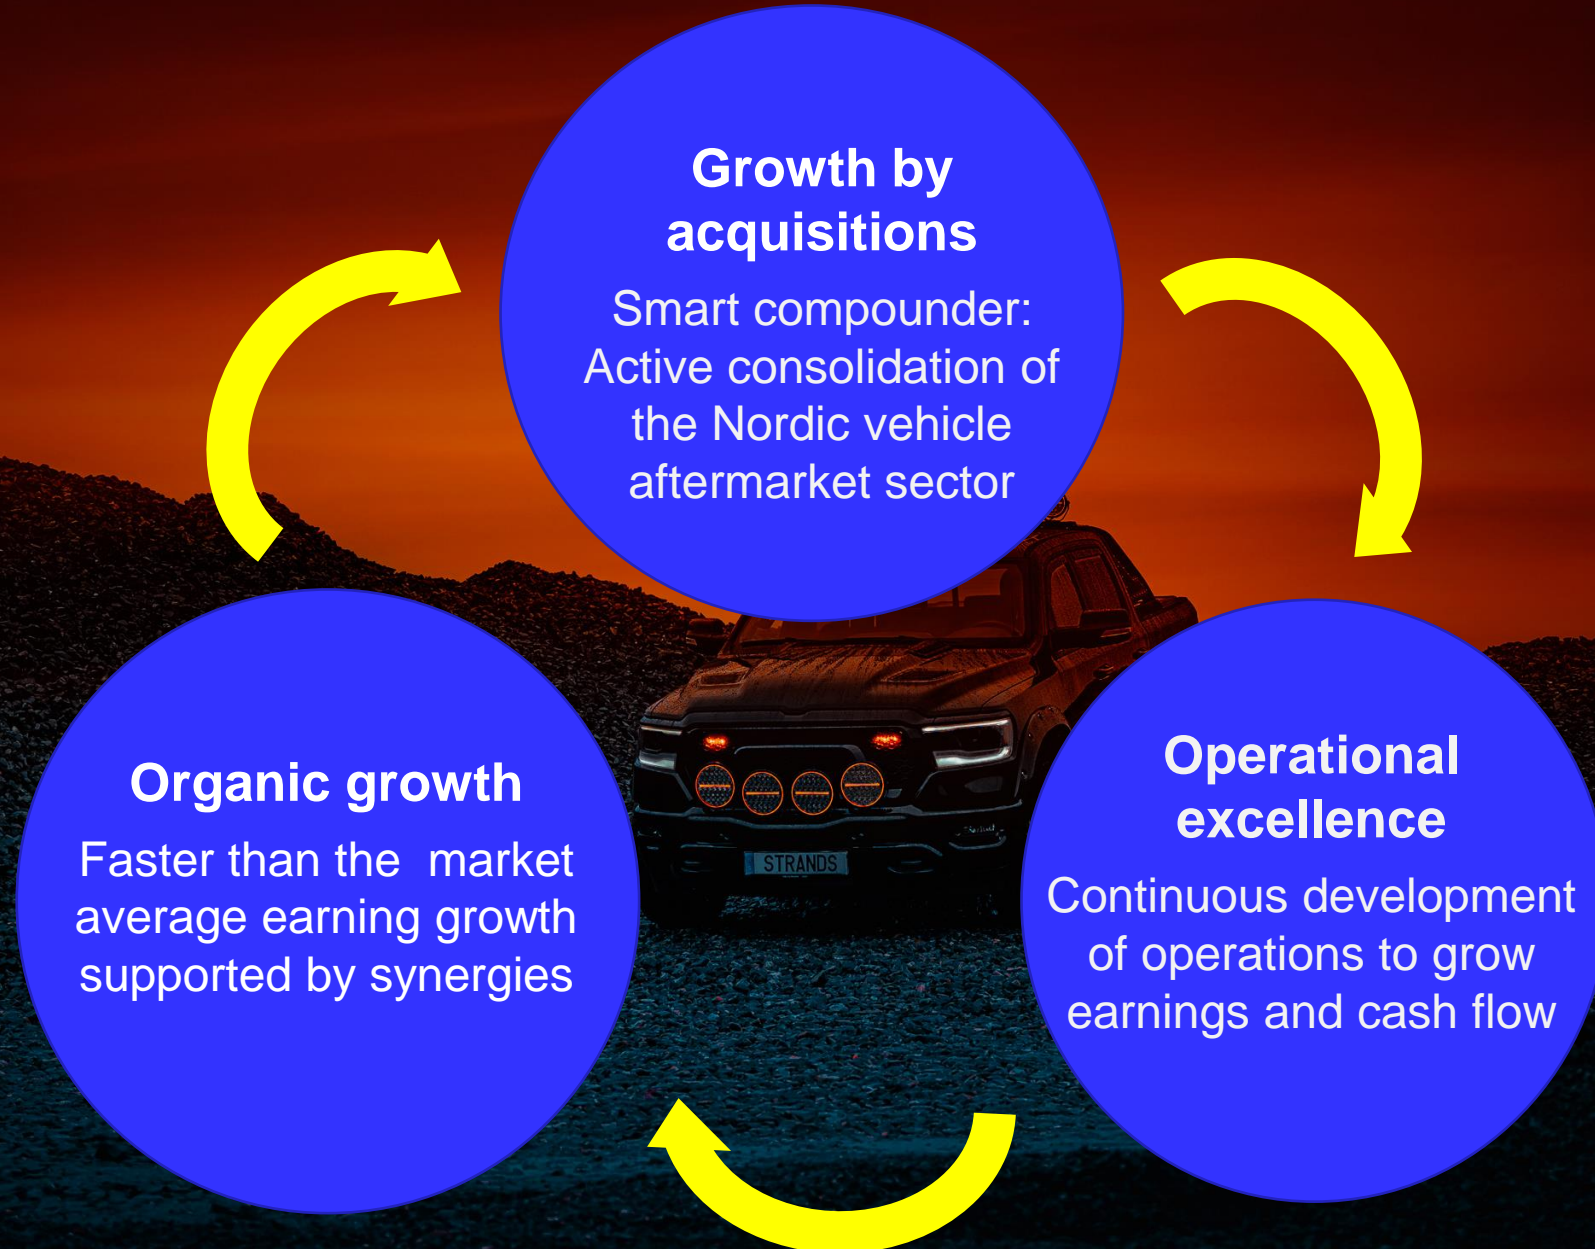 Growth by
acquisitions
Smart compounder:
Active consolidation of
the Nordic vehicle
aftermarket sector
Organic growth
Faster than the  market
average earning growth
supported by synergies
Operational
excellence
Continuous development
of operations to grow
earnings and cash flow
STRANDS